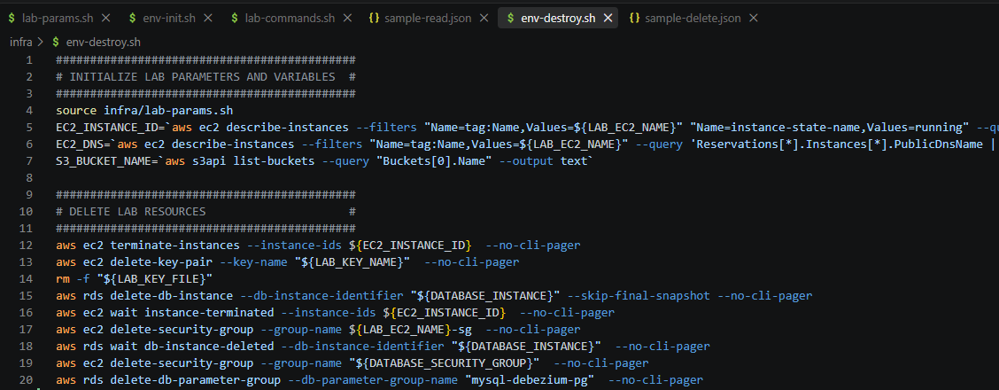 $ lab-params.sh × $ env-init.sh × $ lab-commands.sh × {} sample-read.json × $ env-destroy.sh × {} sample-delete.json ×
infra > $ env-destroy.sh
1 ############################################
2 # INITIALIZE LAB PARAMETERS AND VARIABLES  #
3 ############################################
4 source infra/lab-params.sh
5 EC2_INSTANCE_ID=`aws ec2 describe-instances --filters "Name=tag:Name,Values=${LAB_EC2_NAME}" "Name=instance-state-name,Values=running" --qu
6 EC2_DNS=`aws ec2 describe-instances --filters "Name=tag:Name,Values=${LAB_EC2_NAME}" --query 'Reservations[*].Instances[*].PublicDnsName |
7 S3_BUCKET_NAME=`aws s3api list-buckets --query "Buckets[0].Name" --output text`
8
9 ############################################
10 # DELETE LAB RESOURCES                     #
11 ############################################
12 aws ec2 terminate-instances --instance-ids ${EC2_INSTANCE_ID}  --no-cli-pager
13 aws ec2 delete-key-pair --key-name "${LAB_KEY_NAME}"  --no-cli-pager
14 rm -f "${LAB_KEY_FILE}"
15 aws rds delete-db-instance --db-instance-identifier "${DATABASE_INSTANCE}" --skip-final-snapshot --no-cli-pager
16 aws ec2 wait instance-terminated --instance-ids ${EC2_INSTANCE_ID}  --no-cli-pager
17 aws ec2 delete-security-group --group-name ${LAB_EC2_NAME}-sg  --no-cli-pager
18 aws rds wait db-instance-deleted --db-instance-identifier "${DATABASE_INSTANCE}"  --no-cli-pager
19 aws ec2 delete-security-group --group-name "${DATABASE_SECURITY_GROUP}"  --no-cli-pager
20 aws rds delete-db-parameter-group --db-parameter-group-name "mysql-debezium-pg"  --no-cli-pager